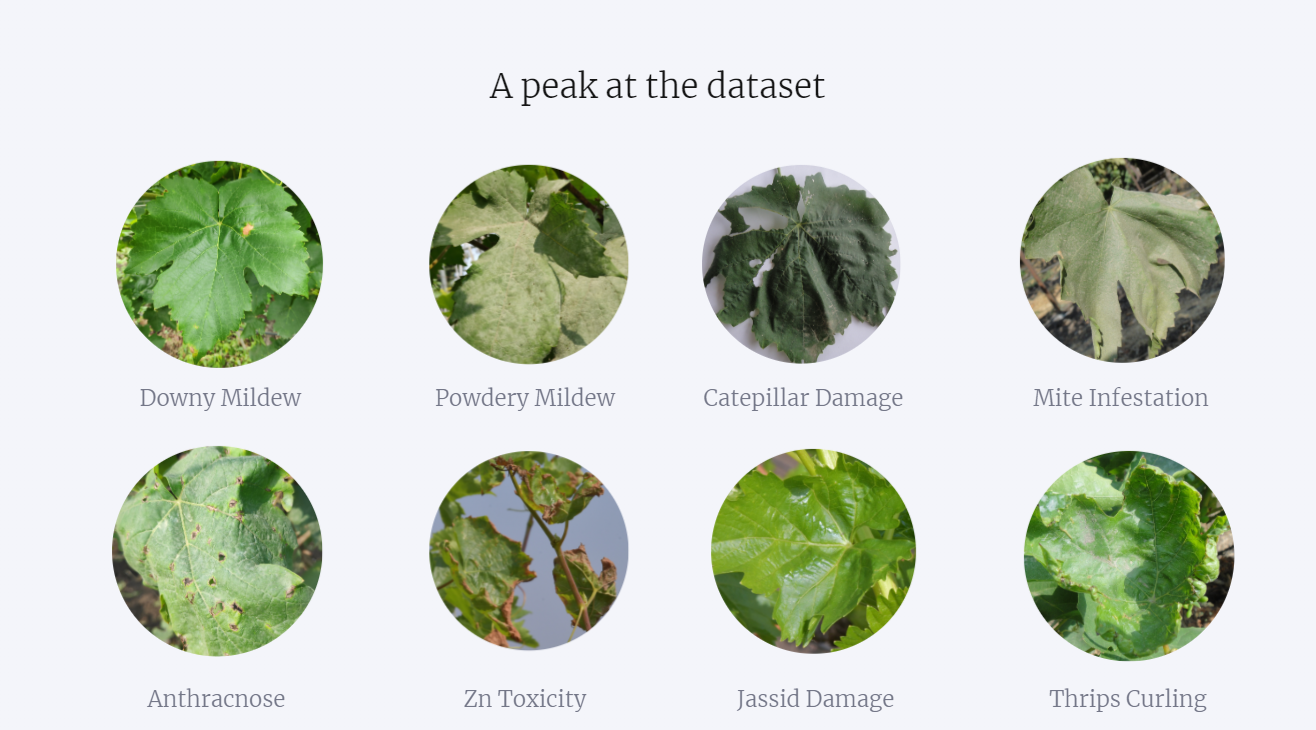 A peak at the dataset
Downy Mildew
Powdery Mildew
Catepillar Damage
Mite Infestation
Anthracnose
Zn Toxicity
Jassid Damage
Thrips Curling